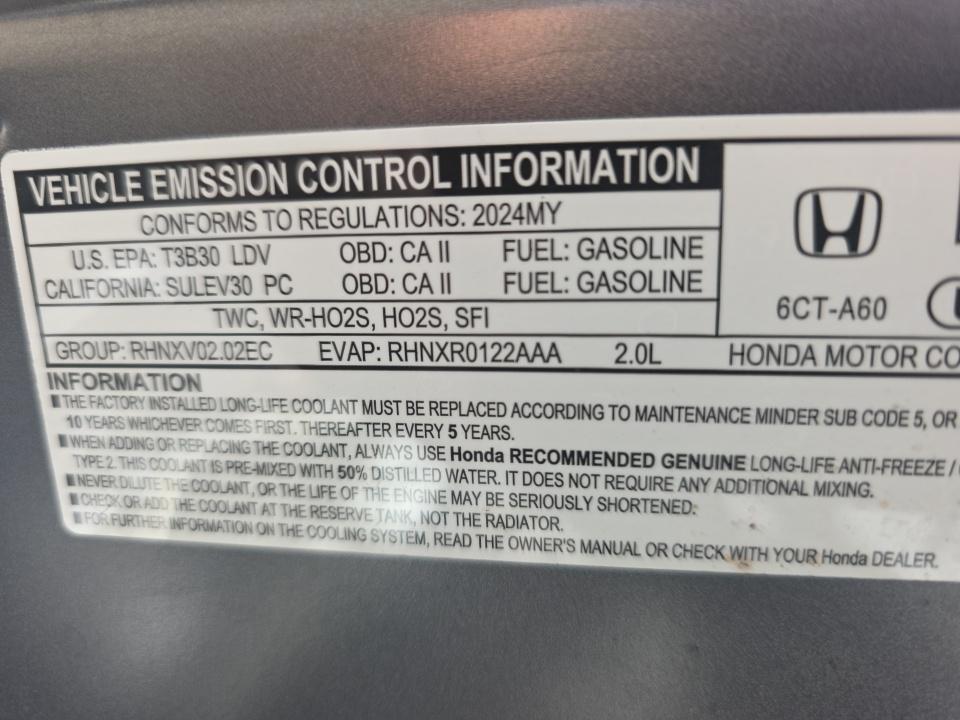 VEHICLE EMISSION CONTROL INFORMATION
CONFORMS TO REGULATIONS: 2024MY
U.S. EPA: T3B30 LDV OBD: CA II FUEL: GASOLINE
CALIFORNIA: SULEV30 PC OBD: CA II FUEL: GASOLINE
TWC, WR-HO2S, HO2S, SFI
6CT-A60
GROUP: RHNXV02.02EC EVAP: RHNXR0122AAA 2.0L HONDA MOTOR CO
INFORMATION
■THE FACTORY INSTALLED LONG-LIFE COOLANT MUST BE REPLACED ACCORDING TO MAINTENANCE MINDER SUB CODE 5, OR
10 YEARS WHICHEVER COMES FIRST. THEREAFTER EVERY 5 YEARS.
■WHEN ADDING OR REPLACING THE COOLANT, ALWAYS USE Honda RECOMMENDED GENUINE LONG-LIFE ANTI-FREEZE /
TYPE 2. THIS COOLANT IS PRE-MIXED WITH 50% DISTILLED WATER. IT DOES NOT REQUIRE ANY ADDITIONAL MIXING.
■NEVER DILUTE THE COOLANT, OR THE LIFE OF THE ENGINE MAY BE SERIOUSLY SHORTENED.
■CHECK OR ADD THE COOLANT AT THE RESERVE TANK, NOT THE RADIATOR.
■FOR FURTHER INFORMATION ON THE COOLING SYSTEM, READ THE OWNER'S MANUAL OR CHECK WITH YOUR Honda DEALER.